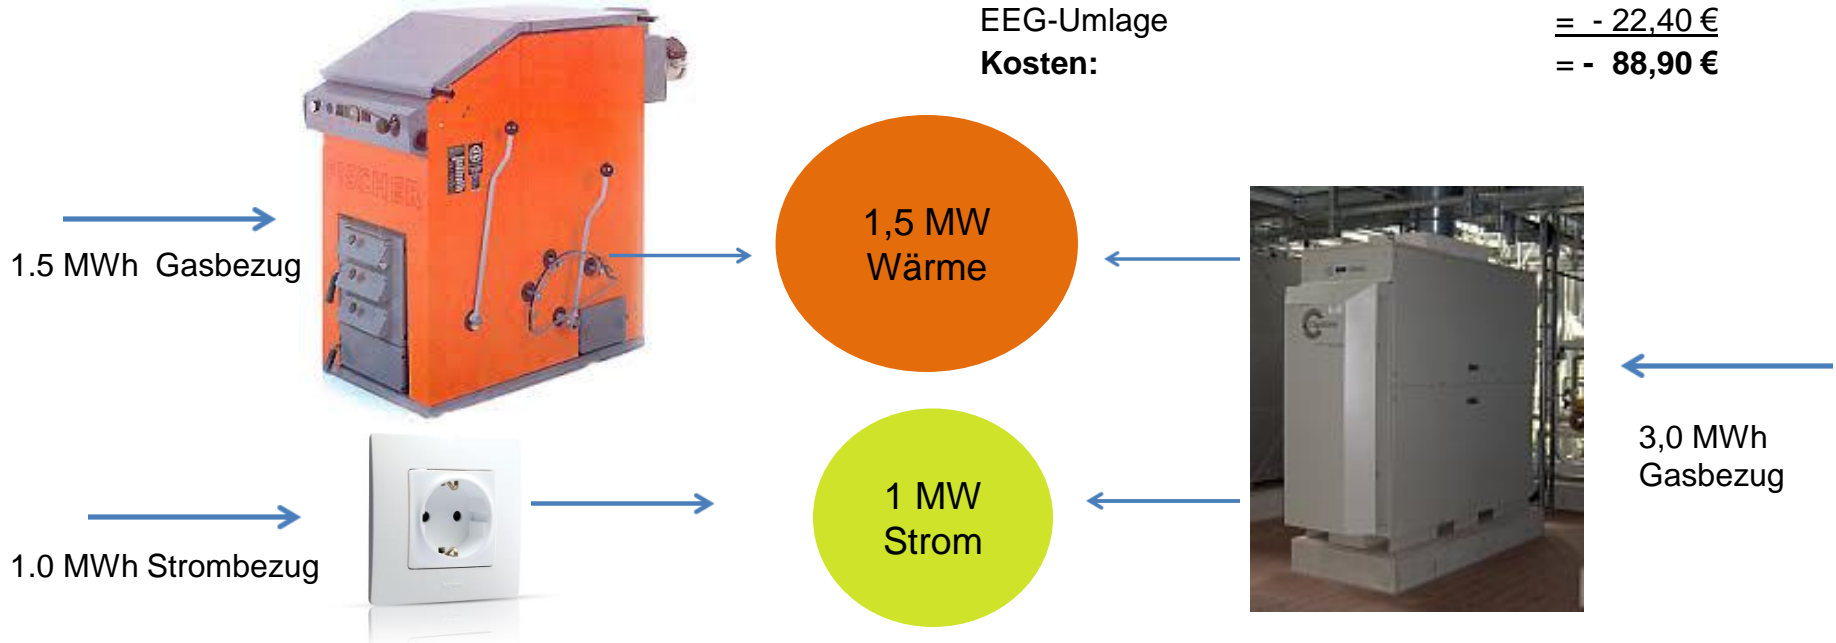 EEG-Umlage = - 22,40 €
Kosten: = - 88,90 €
FISCHER
1,5 MW
Wärme
1.5 MWh Gasbezug
3,0 MWh
Gasbezug
1 MW
Strom
1.0 MWh Strombezug